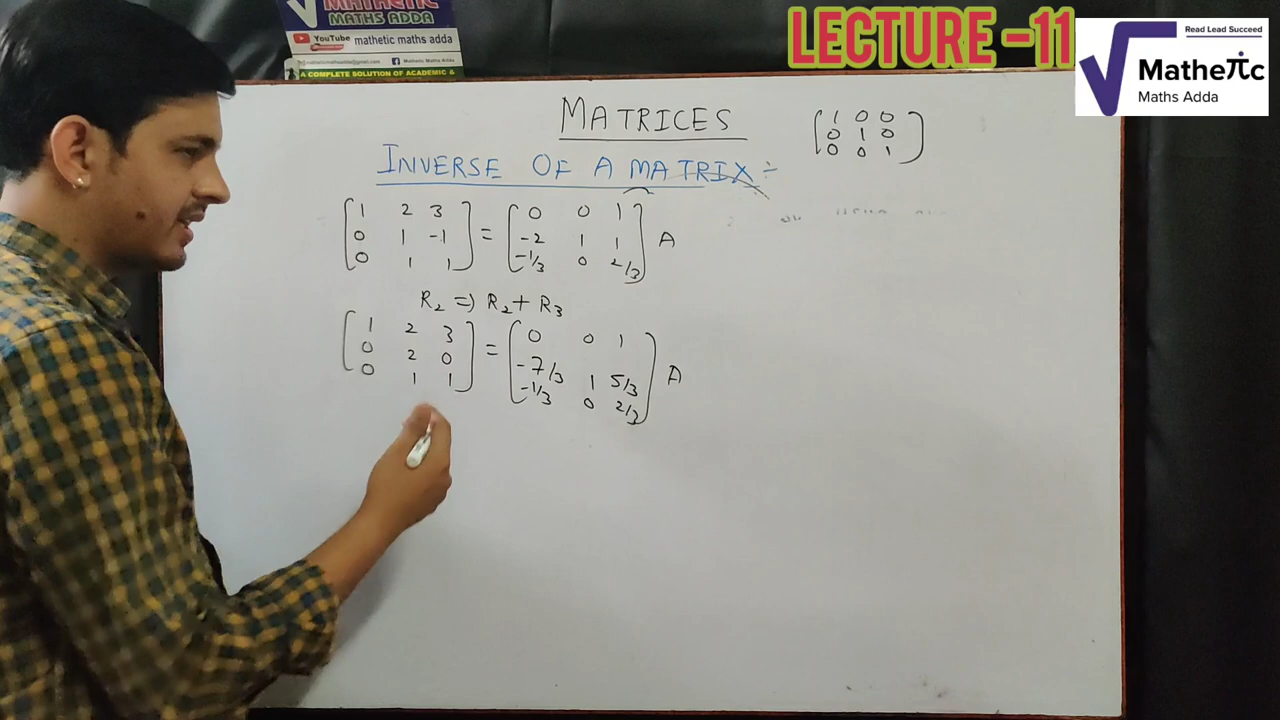 MATHETIC
MATHS ADDA
YouTube mathetic maths adda
A COMPLETE SOLUTION OF ACADEMIC &
LECTURE -11
Read Lead Succeed
Mathetic
Maths Adda
MATRICES
1 0 0
0 1 0
0 0 1
INVERSE OF A MATRIX:-
[1 2 3] = [0 0 1] A
[0 1 -1] [-2 1 1]
[0 1 1] [-1/3 0 2/3]
R2 => R2 + R3
[1 2 3] = [0 0 1] A
[0 2 0] [-7/3 1 5/3]
[0 1 1] [-1/3 0 2/3]